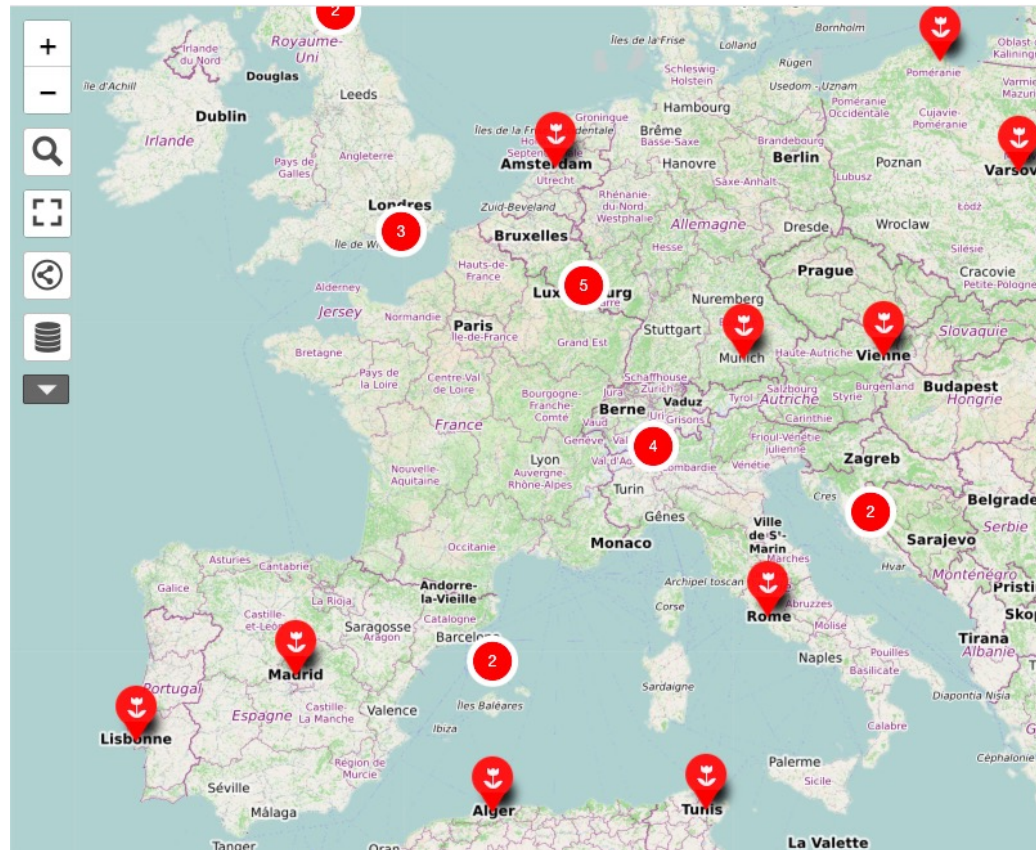 2
Bornholm
Îles de la Frise
Lolland
Irlande
du Nord
Royaume-
Uni
Rügen
Oblast
Kalining
Île d'Achill
Douglas
Leeds
Schleswig-
Holstein
Usedom - Uznam
Poméranie
Varmie
Dublin
Groningue
Hambourg
Poméranie
Occidentale
Cujavie-
Poméranie
Irlande
Pays de
Galles
Angleterre
Brême
Basse-Saxe
Brandebourg
Amsterdam
Hanovre
Berlin
Poznan
Utrecht
Saxe-Anhalt
Lubusz
Londres
Zuid-Beveland
Rhénanie-
du-Nord-
Westphalie
Łódź
3
Bruxelles
Allemagne
Dresde
Wroclaw
Hesse
Silésie
Hauts-de-
France
5
Prague
Cracovie
Petite-Pologne
Alderney
Jersey
Normandie
Nuremberg
Paris
Île-de-France
Stuttgart
Slovaquie
Bretagne
Grand Est
Munich
Haute-Autriche
Vienne
Pays de
la Loire
Centre-Val
de Loire
Bourgogne-
Franche-
Comté
Schaffhouse
Zurich
Jura
Vaduz
Tyrol
Salzbourg
Autriche
Styrie
Burgenland
Budapest
Hongrie
Berne
Uri
Grisons
Carinthie
France
Vaud
Genève
4
Frioul-Vénétie
julienne
Lyon
Lombardie
Vénétie
Zagreb
Nouvelle-
Aquitaine
Auvergne-
Rhône-Alpes
Turin
Cres
2
Belgrade
Gênes
Serbie
Monaco
Ville
de Sᵗ-
Marin
Sarajevo
Occitanie
Marches
Hvar
Asturies
Cantabrie
Monténégro
Galice
Andorre-
la-Vieille
Archipel toscan
La Rioja
Corse
Abruzzes
Castille-
et-León
Saragosse
Aragon
Catalogne
Rome
Molise
Tirana
Albanie
Barcelone
2
Naples
Pouilles
Basilicate
Madrid
Portugal
Sardaigne
Diapontia Nisia
Îles Baléares
Espagne
Castille-
La Manche
Valence
Ibiza
Calabre
Lisbonne
Région de
Murcie
Céphalonie
Palerme
Sicile
Séville
Málaga
Alger
Tunis
Tanger
Oran
La Valette